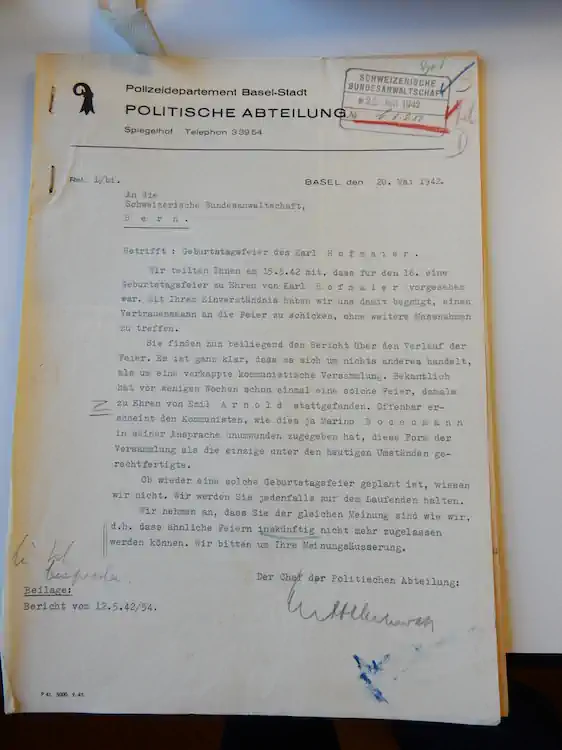 Polizeidepartement Basel-Stadt
POLITISCHE ABTEILUNG
Spiegelhof Telephon 33954
SCHWEIZERISCHE
BUNDESANWALTSCHAFT
MAI 1942
No
BASEL den 20. Mai 1942.
An die
Schweizerische Bundesanwaltschaft,
B e r n .
Betrifft : Geburtstagsfeier des Karl H o f m a i e r .
Wir teilten Ihnen am 15.5.42 mit, dass für den 16. eine
Geburtstagsfeier zu Ehren von Karl H o f m a i e r vorgesehen
war. Mit Ihrem Einverständnis haben wir uns damit begnügt, einen
Vertrauensmann an die Feier zu schicken, ohne weitere Massnahmen
zu treffen.
Sie finden nun beiliegend den Bericht über den Verlauf der
Feier. Es ist ganz klar, dass es sich um nichts anderes handelt,
als um eine verkappte kommunistische Versammlung. Bekanntlich
hat vor wenigen Wochen schon einmal eine solche Feier, damals
zu Ehren von Emil A r n o l d stattgefunden. Offenbar er-
scheint den Kommunisten, wie dies ja Marino B o d e n m a n n
in seiner Ansprache unumwunden zugegeben hat, diese Form der
Versammlung als die einzige unter den heutigen Umständen ge-
rechtfertigte.
Ob wieder eine solche Geburtstagsfeier geplant ist, wissen
wir nicht. Wir werden Sie jedenfalls auf dem Laufenden halten.
Wir nehmen an, dass Sie der gleichen Meinung sind wie wir,
d.h. dass ähnliche Feiern inskünftig nicht mehr zugelassen
werden können. Wir bitten um Ihre Meinungsäusserung.
Der Chef der Politischen Abteilung:
Beilage:
Bericht vom 12.5.42/54.